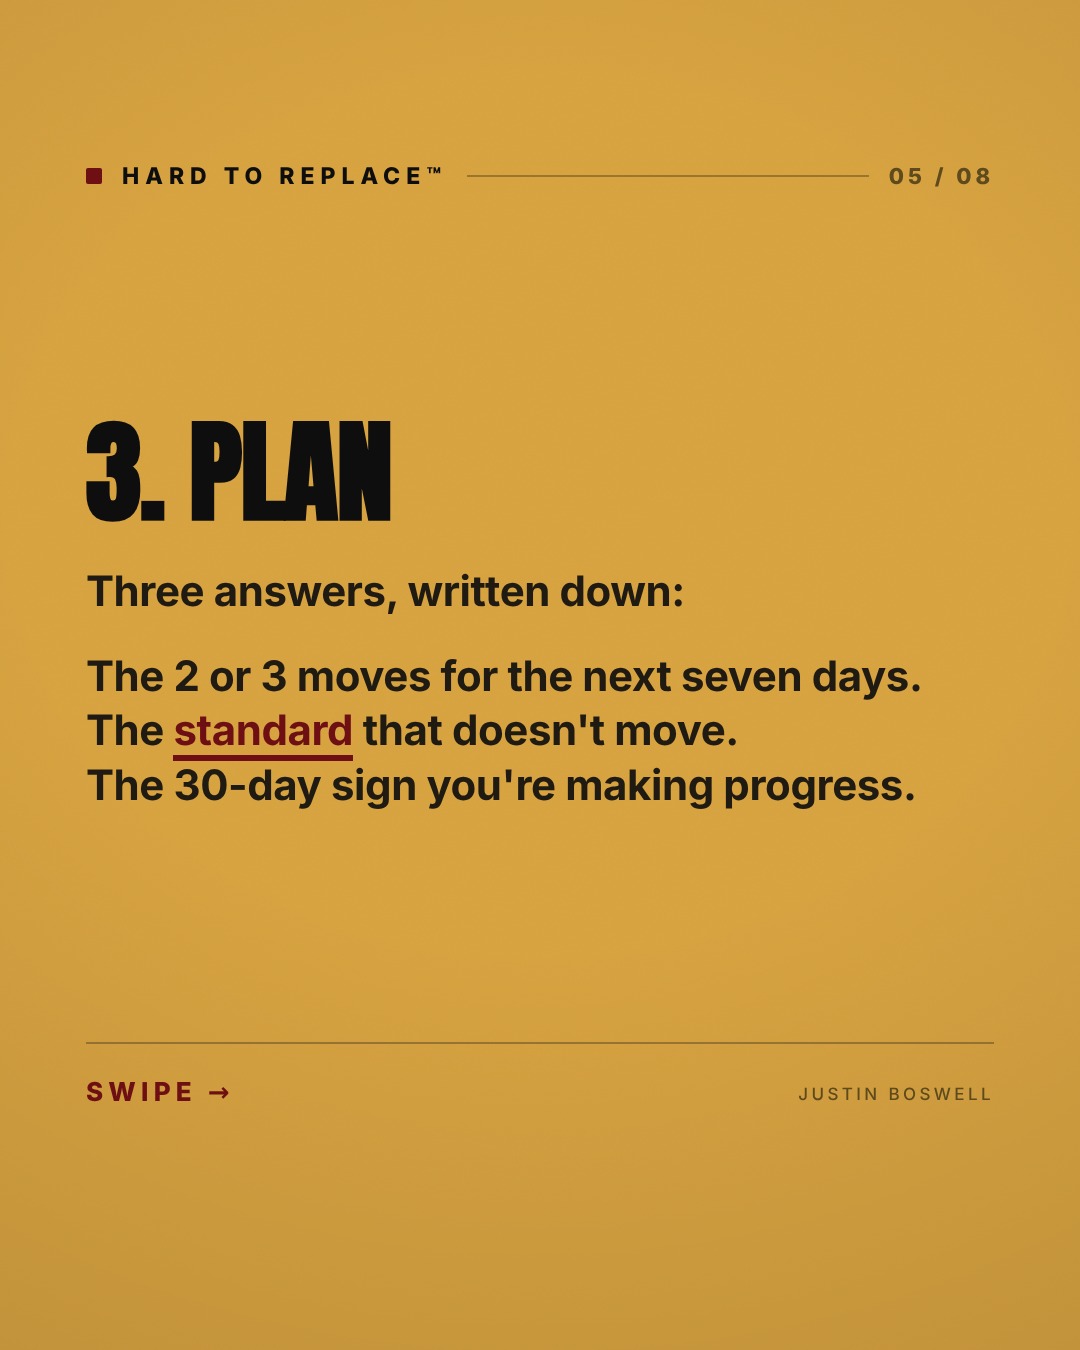 HARD TO REPLACE™
05 / 08
3. PLAN
Three answers, written down:
The 2 or 3 moves for the next seven days.
The standard that doesn't move.
The 30-day sign you're making progress.
SWIPE →
JUSTIN BOSWELL